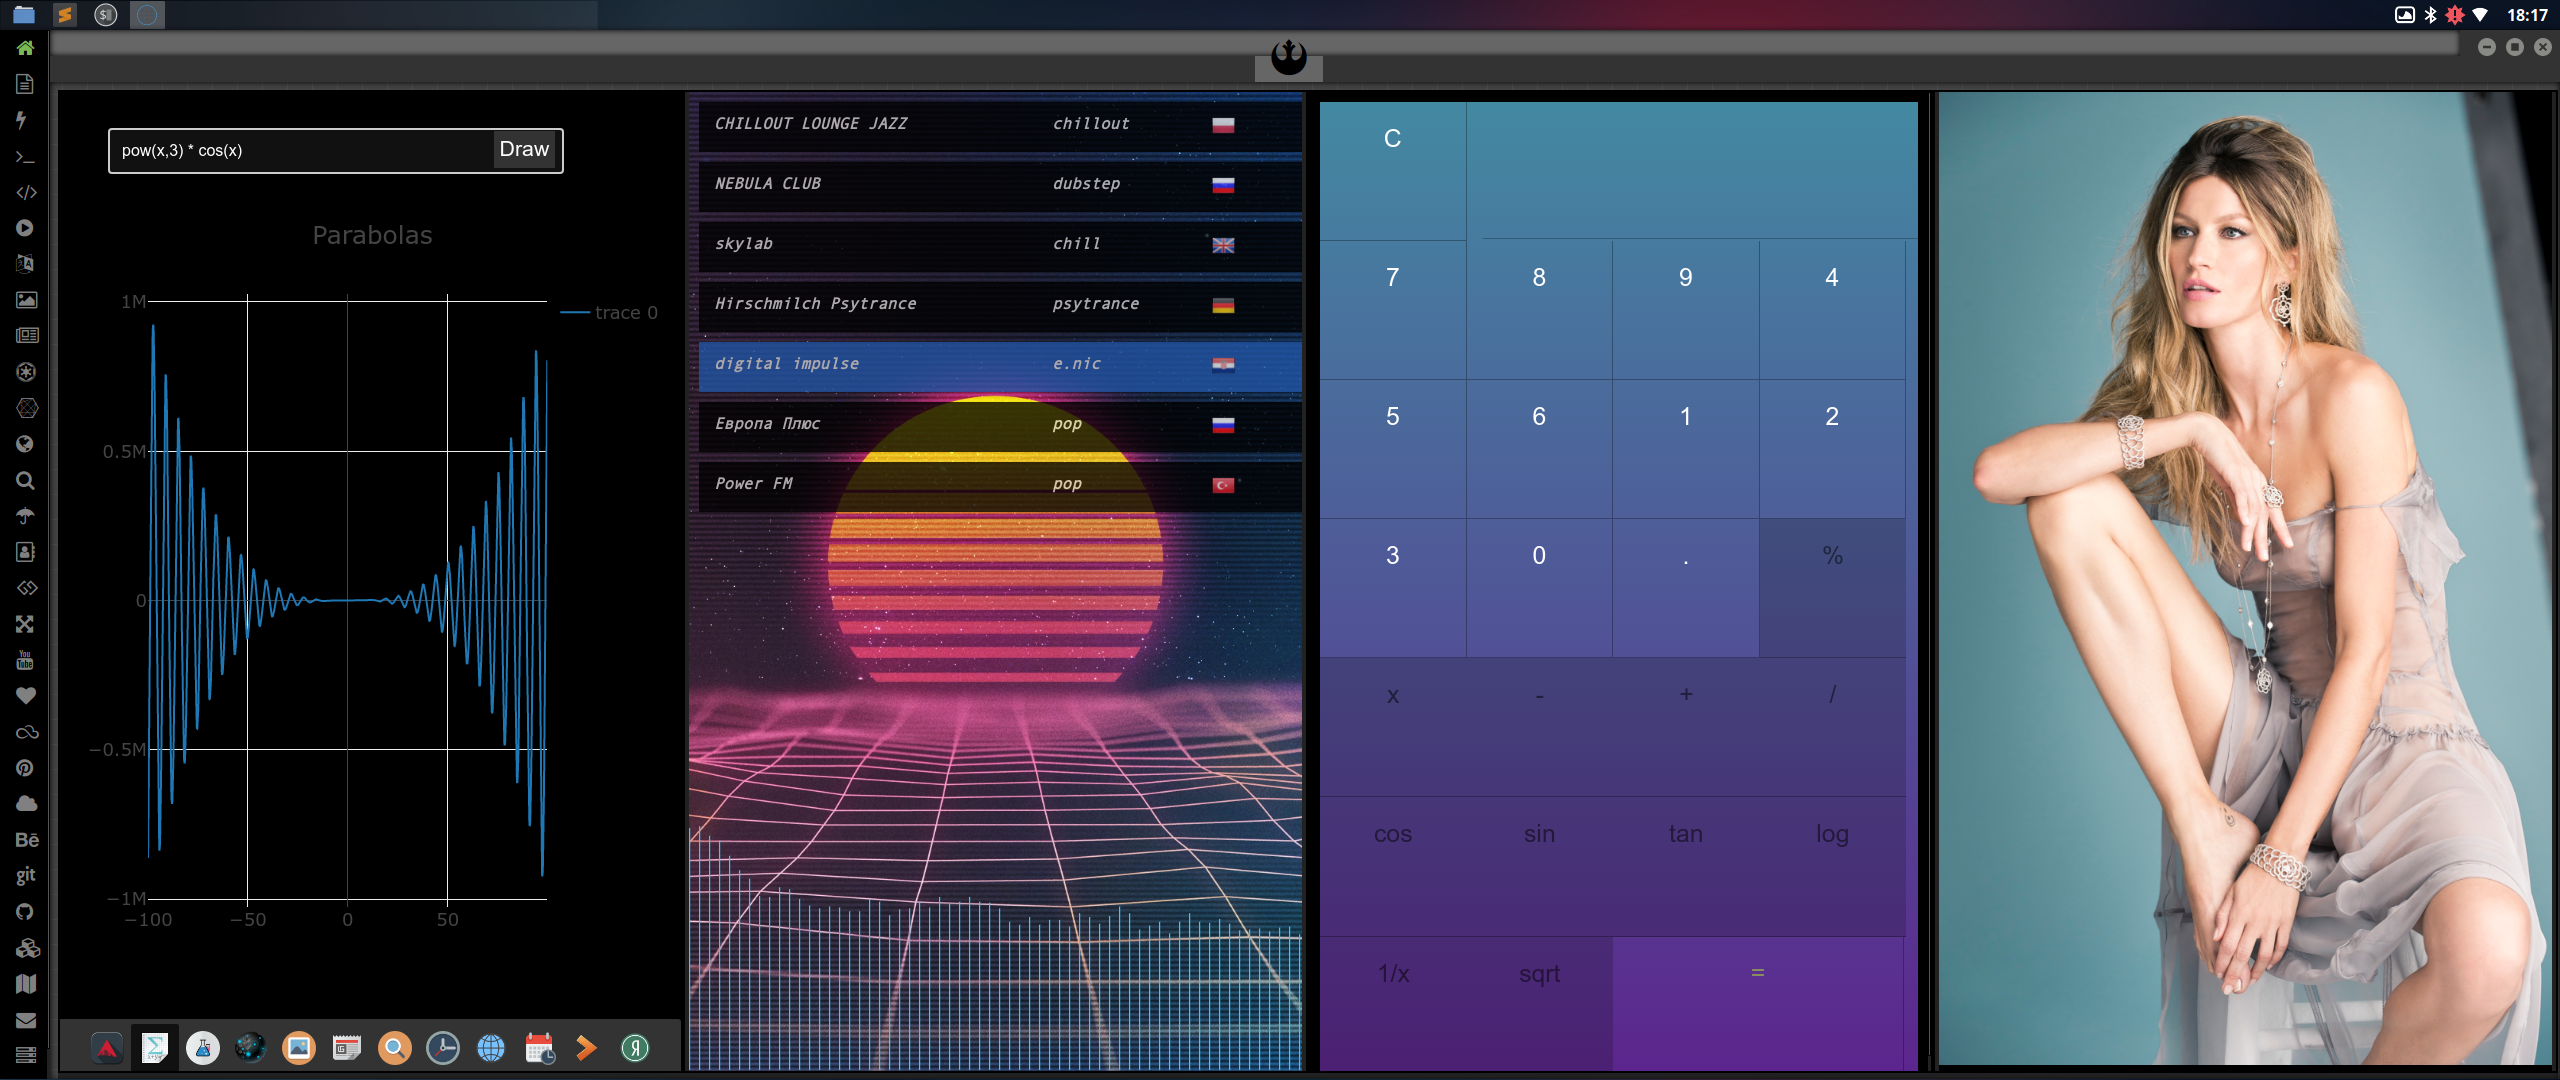 18:17
pow(x,3) * cos(x) Draw
Parabolas
1M
trace 0
0.5M
0
−0.5M
−1M
−100 −50 0 50
You
Tube
Bē
git
Я
CHILLOUT LOUNGE JAZZ chillout
NEBULA CLUB dubstep
skylab chill
Hirschmilch Psytrance psytrance
digital impulse e.nic
Европа Плюс pop
Power FM pop
C
7 8 9 4
5 6 1 2
3 0 . %
x - + /
cos sin tan log
1/x sqrt =